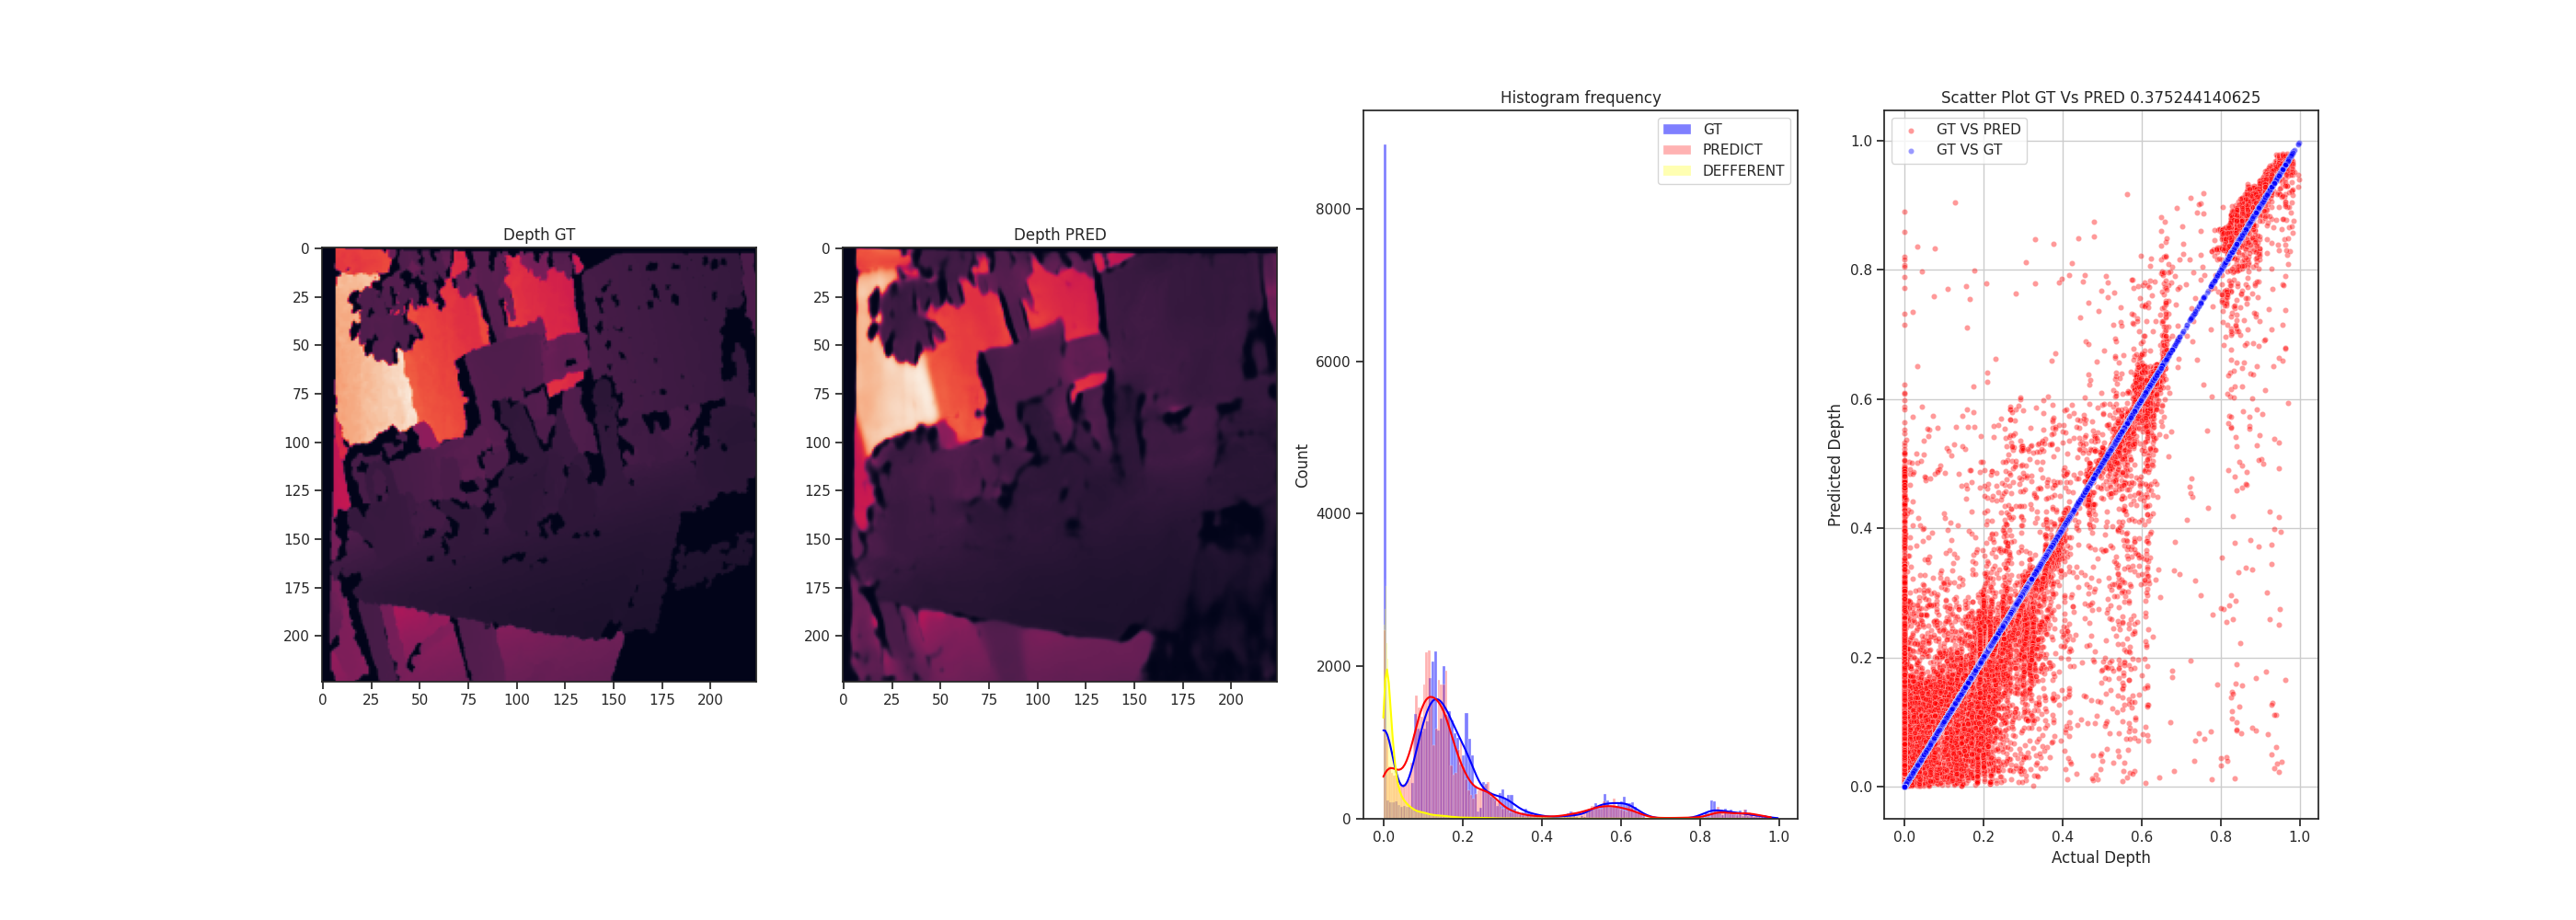 Depth GT
0
25
50
75
100
125
150
175
200
0 25 50 75 100 125 150 175 200
Depth PRED
0
25
50
75
100
125
150
175
200
0 25 50 75 100 125 150 175 200
Histogram frequency
GT
PREDICT
DEFFERENT
Count
8000
6000
4000
2000
0
0.0 0.2 0.4 0.6 0.8 1.0
Scatter Plot GT Vs PRED 0.375244140625
GT VS PRED
GT VS GT
Predicted Depth
1.0
0.8
0.6
0.4
0.2
0.0
0.0 0.2 0.4 0.6 0.8 1.0
Actual Depth